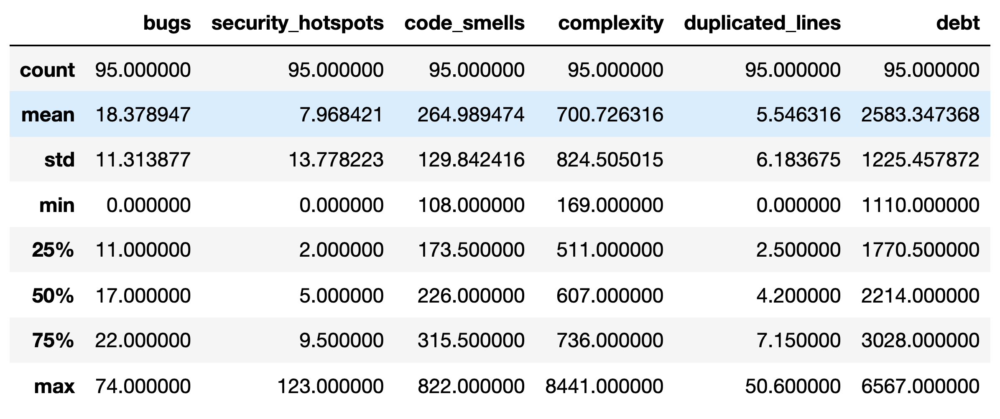 bugs security_hotspots code_smells complexity duplicated_lines debt
count 95.000000 95.000000 95.000000 95.000000 95.000000 95.000000
mean 18.378947 7.968421 264.989474 700.726316 5.546316 2583.347368
std 11.313877 13.778223 129.842416 824.505015 6.183675 1225.457872
min 0.000000 0.000000 108.000000 169.000000 0.000000 1110.000000
25% 11.000000 2.000000 173.500000 511.000000 2.500000 1770.500000
50% 17.000000 5.000000 226.000000 607.000000 4.200000 2214.000000
75% 22.000000 9.500000 315.500000 736.000000 7.150000 3028.000000
max 74.000000 123.000000 822.000000 8441.000000 50.600000 6567.000000